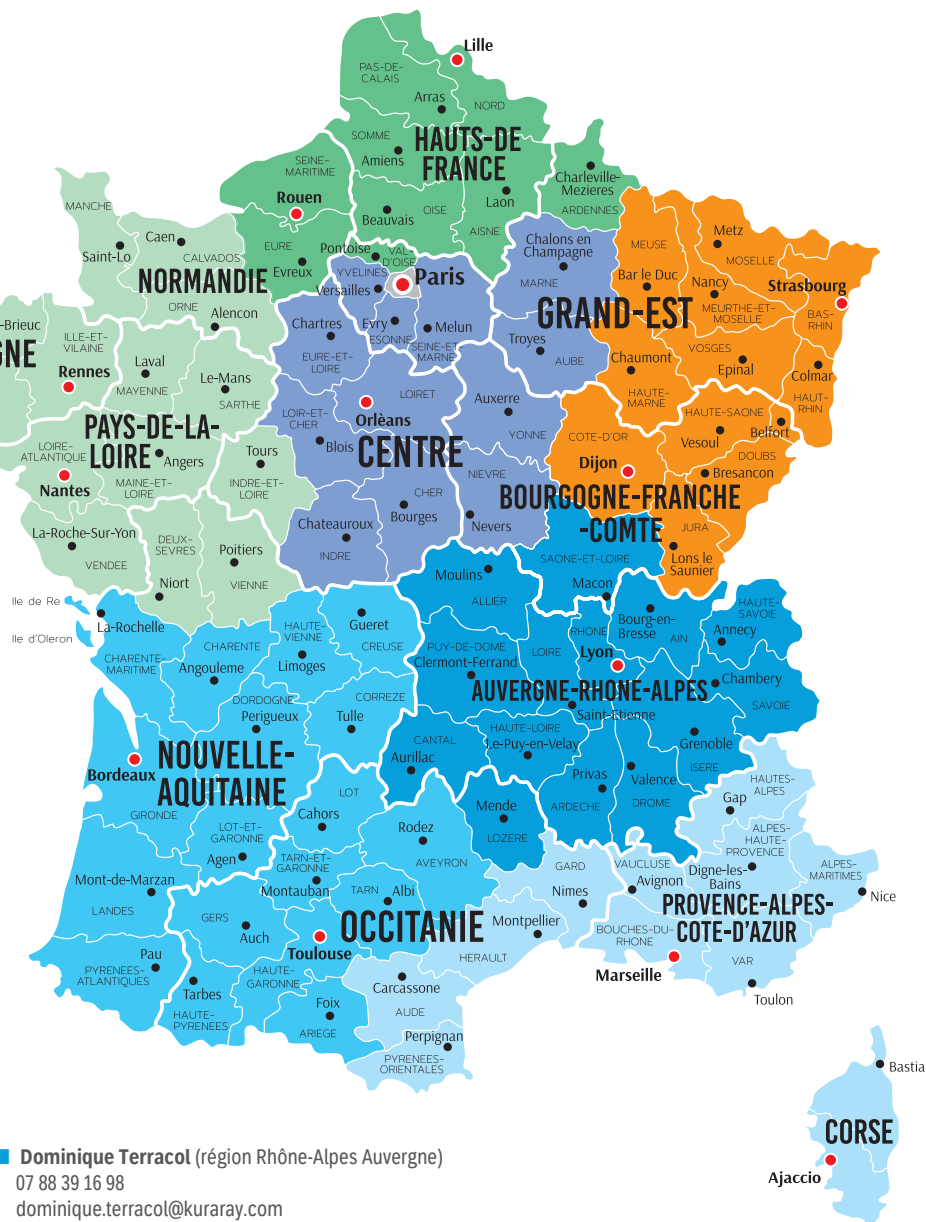 Lille
PAS-DE-
CALAIS
Arras
NORD
SOMME
HAUTS-DE
FRANCE
Amiens
SEINE-
MARITIME
Charleville-
Mezieres
Rouen
Laon
OISE
Beauvais
ARDENNES
MANCHE
AISNE
Caen
Saint-Lo
CALVADOS
EURE
Evreux
Pontoise
VAL-
D'OISE
Chalons en
Champagne
MEUSE
Metz
MOSELLE
NORMANDIE
YVELINES
Versailles
Paris
MARNE
Bar le Duc
Nancy
Strasbourg
ORNE
Alencon
GRAND-EST
MEURTHE-ET-
MOSELLE
BAS-
RHIN
-Brieuc
ILLE-ET-
VILAINE
Chartres
Evry
ESONNE
Melun
SEINE-ET
MARNE
Troyes
AUBE
VOSGES
Epinal
GNE
Rennes
Laval
MAYENNE
Le-Mans
SARTHE
EURE-ET-
LOIRE
Chaumont
Colmar
HAUTE-
MARNE
HAUT-
RHIN
LOIRET
LOIR-ET-
CHER
Orlèans
Auxerre
YONNE
HAUTE-SAONE
Vesoul
Belfort
PAYS-DE-LA-
LOIRE
Angers
LOIRE-
ATLANTIQUE
Nantes
MAINE-ET-
LOIRE
Tours
INDRE-ET-
LOIRE
Blois
CENTRE
COTE-D'OR
Dijon
DOUBS
Bresancon
NIEVRE
CHER
Bourges
BOURGOGNE-FRANCHE
-COMTE
Nevers
Chateauroux
INDRE
JURA
Lons le
Saunier
La-Roche-Sur-Yon
VENDEE
DEUX-
SEVRES
Niort
Poitiers
VIENNE
SAONE-ET-LOIRE
Macon
Moulins
ALLIER
Ile de Re
La-Rochelle
Ile d'Oleron
Gueret
HAUTE-
VIENNE
CREUSE
RHONE
Bourg-en-
Bresse
AIN
HAUTE-
SAVOIE
Annecy
CHARENTE-
MARITIME
CHARENTE
Angouleme
Limoges
PUY-DE-DOME
Clermont-Ferrand
LOIRE
Lyon
Chambery
SAVOIE
DORDOGNE
Perigueux
CORREZE
Tulle
AUVERGNE-RHONE-ALPES
Saint-Etienne
HAUTE-LOIRE
Le-Puy-en-Velay
Grenoble
ISERE
CANTAL
Aurillac
Bordeaux
NOUVELLE-
AQUITAINE
GIRONDE
Privas
ARDECHE
Valence
DROME
HAUTES-
ALPES
Gap
LOT
Cahors
Mende
LOZERE
LOT-ET-
GARONNE
Agen
Rodez
AVEYRON
TARN-ET-
GARONNE
Montauban
GARD
Nimes
VAUCLUSE
Avignon
ALPES-
HAUTE-
PROVENCE
Digne-les-
Bains
ALPES-
MARITIMES
Nice
Mont-de-Marzan
LANDES
TARN
Albi
GERS
Auch
Toulouse
OCCITANIE
Montpellier
HERAULT
PROVENCE-ALPES-
COTE-D'AZUR
BOUCHES-DU-
RHONE
Marseille
VAR
Toulon
Pau
PYRENEES-
ATLANTIQUES
Tarbes
HAUTE-
PYRENEES
HAUTE-
GARONNE
Foix
ARIEGE
Carcassone
AUDE
Perpignan
PYRENEES-
ORIENTALES
Bastia
CORSE
Ajaccio
Dominique Terracol (région Rhône-Alpes Auvergne)
07 88 39 16 98
dominique.terracol@kuraray.com